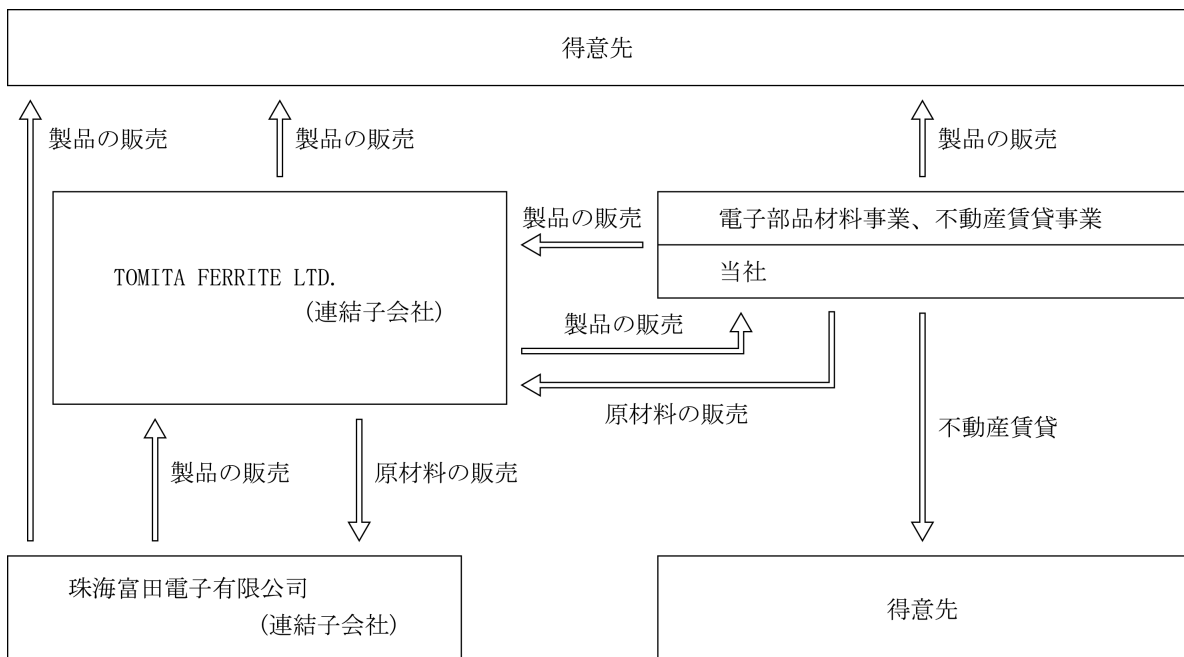 得意先
製品の販売
製品の販売
製品の販売
製品の販売
電子部品材料事業、不動産賃貸事業
当社
TOMITA FERRITE LTD.
(連結子会社)
製品の販売
原材料の販売
不動産賃貸
製品の販売
原材料の販売
珠海富田電子有限公司
(連結子会社)
得意先